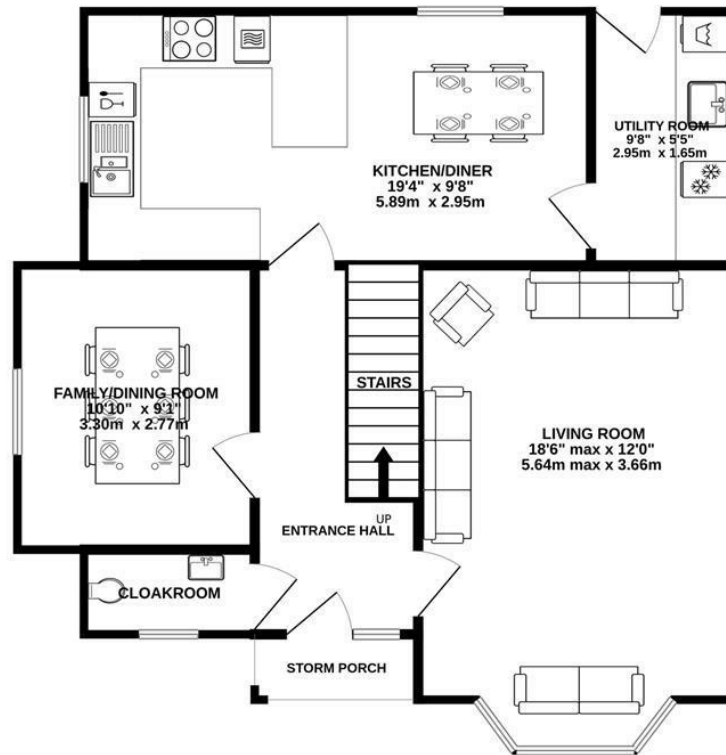 UTILITY ROOM
9'8" x 5'5"
2.95m x 1.65m
KITCHEN/DINER
19'4" x 9'8"
5.89m x 2.95m
FAMILY/DINING ROOM
10'10" x 9'1"
3.30m x 2.77m
STAIRS
LIVING ROOM
18'6" max x 12'0"
5.64m max x 3.66m
UP
ENTRANCE HALL
CLOAKROOM
STORM PORCH